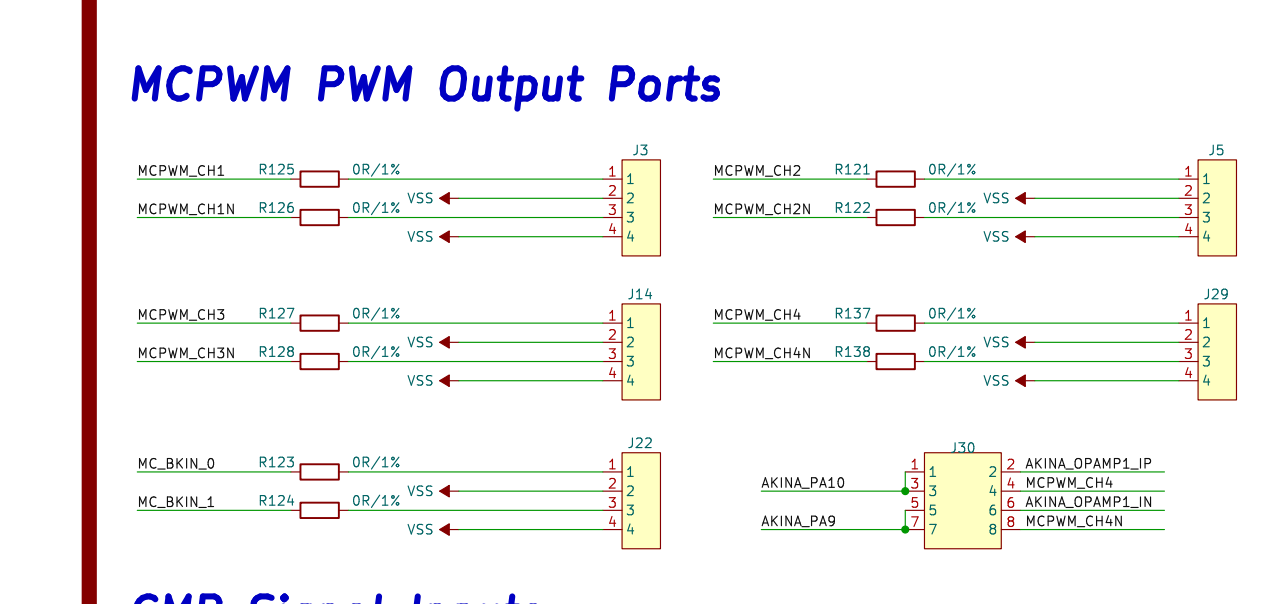 MCPWM PWM Output Ports
J3
MCPWM_CH1 R125 0R/1% 1 1
VSS 2 2
MCPWM_CH1N R126 0R/1% 3 3
VSS 4 4
J5
MCPWM_CH2 R121 0R/1% 1 1
VSS 2 2
MCPWM_CH2N R122 0R/1% 3 3
VSS 4 4
J14
MCPWM_CH3 R127 0R/1% 1 1
VSS 2 2
MCPWM_CH3N R128 0R/1% 3 3
VSS 4 4
J29
MCPWM_CH4 R137 0R/1% 1 1
VSS 2 2
MCPWM_CH4N R138 0R/1% 3 3
VSS 4 4
J22
MC_BKIN_0 R123 0R/1% 1 1
VSS 2 2
MC_BKIN_1 R124 0R/1% 3 3
VSS 4 4
J30
1 1 2 2 AKINA_OPAMP1_IP
AKINA_PA10 3 3 4 4 MCPWM_CH4
5 5 6 6 AKINA_OPAMP1_IN
AKINA_PA9 7 7 8 8 MCPWM_CH4N
CMP Signal Inputs